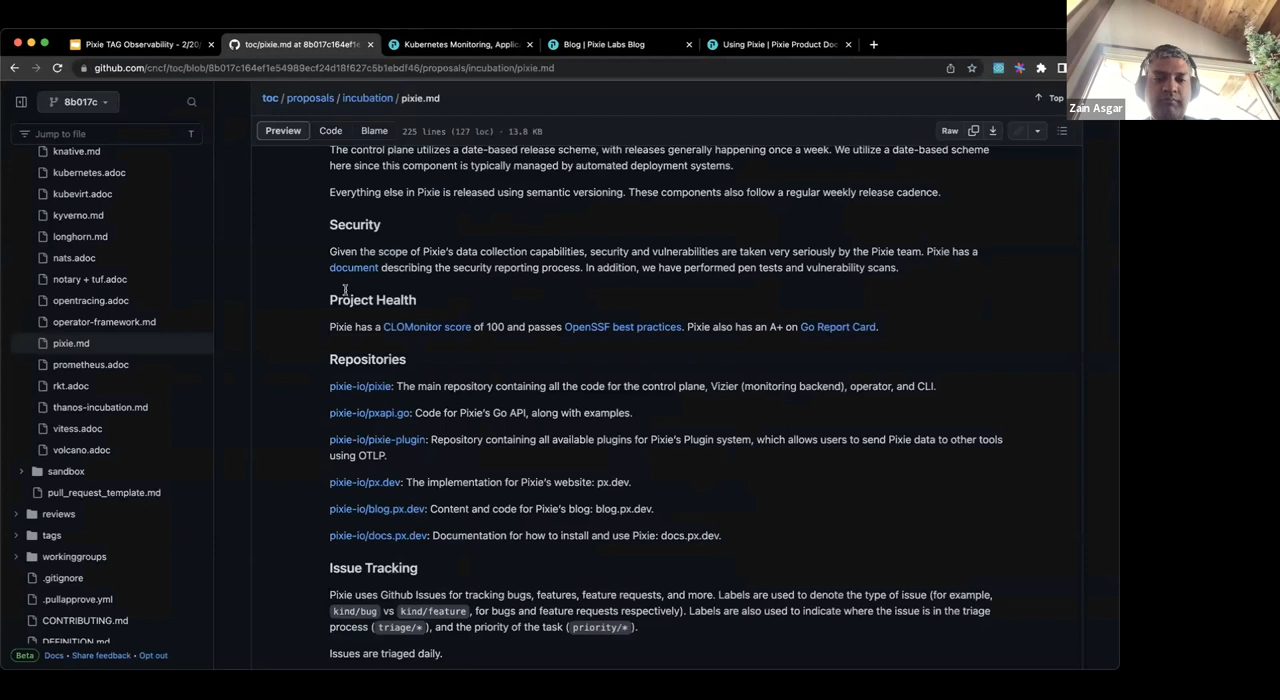 Pixie TAG Observability - 2/20/
toc/pixie.md at 8b017c164ef1e
Kubernetes Monitoring, Applic
Blog | Pixie Labs Blog
Using Pixie | Pixie Product Doc
github.com/cncf/toc/blob/8b017c164ef1e54989ecf24d18f627c5b1ebdf46/proposals/incubation/pixie.md
Zain Asgar
8b017c
toc / proposals / incubation / pixie.md
Top
Jump to file
T
Preview
Code
Blame
225 lines (127 loc) · 13.8 KB
Raw
knative.md
kubernetes.adoc
kubevirt.adoc
kyverno.md
longhorn.md
nats.adoc
notary + tuf.adoc
opentracing.adoc
operator-framework.md
pixie.md
prometheus.adoc
rkt.adoc
thanos-incubation.md
vitess.adoc
volcano.adoc
sandbox
pull_request_template.md
reviews
tags
workinggroups
.gitignore
.pullapprove.yml
CONTRIBUTING.md
DEFINITION.md
Beta Docs • Share feedback • Opt out
The control plane utilizes a date-based release scheme, with releases generally happening once a week. We utilize a date-based scheme
here since this component is typically managed by automated deployment systems.
Everything else in Pixie is released using semantic versioning. These components also follow a regular weekly release cadence.
Security
Given the scope of Pixie's data collection capabilities, security and vulnerabilities are taken very seriously by the Pixie team. Pixie has a
document describing the security reporting process. In addition, we have performed pen tests and vulnerability scans.
Project Health
Pixie has a CLOMonitor score of 100 and passes OpenSSF best practices. Pixie also has an A+ on Go Report Card.
Repositories
pixie-io/pixie: The main repository containing all the code for the control plane, Vizier (monitoring backend), operator, and CLI.
pixie-io/pxapi.go: Code for Pixie's Go API, along with examples.
pixie-io/pixie-plugin: Repository containing all available plugins for Pixie's Plugin system, which allows users to send Pixie data to other tools
using OTLP.
pixie-io/px.dev: The implementation for Pixie's website: px.dev.
pixie-io/blog.px.dev: Content and code for Pixie's blog: blog.px.dev.
pixie-io/docs.px.dev: Documentation for how to install and use Pixie: docs.px.dev.
Issue Tracking
Pixie uses Github Issues for tracking bugs, features, feature requests, and more. Labels are used to denote the type of issue (for example,
kind/bug vs kind/feature, for bugs and feature requests respectively). Labels are also used to indicate where the issue is in the triage
process (triage/*), and the priority of the task (priority/*).
Issues are triaged daily.